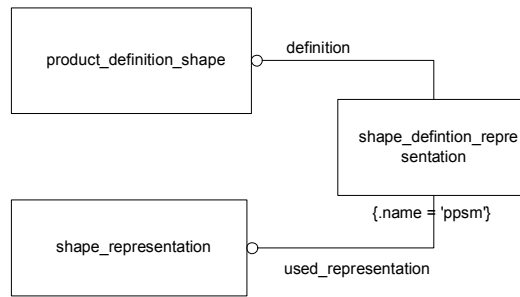 definition
product_definition_shape
shape_defintion_repre
sentation
{.name = 'ppsm'}
shape_representation
used_representation